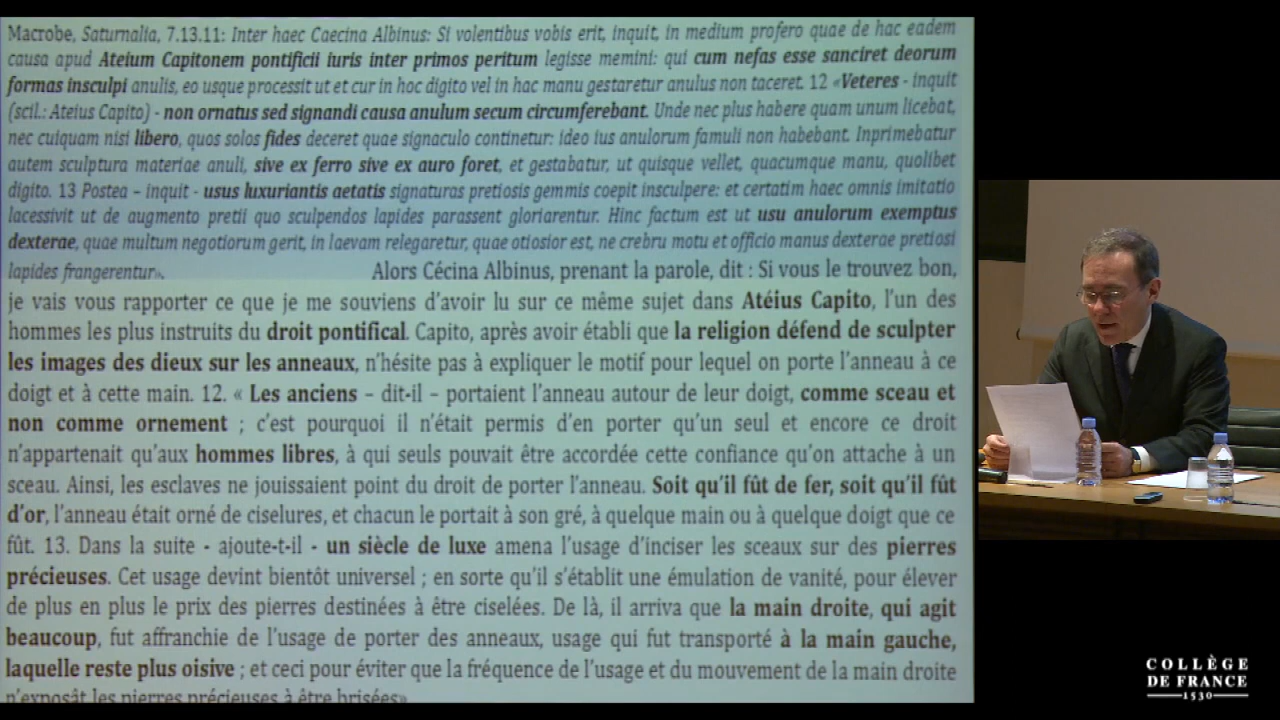 Macrobe, Saturnalia, 7.13.11: Inter haec Caecina Albinus: Si volentibus vobis erit, inquit, in medium profero quae de hac eadem
causa apud Ateium Capitonem pontificii iuris inter primos peritum legisse memini: qui cum nefas esse sanciret deorum
formas insculpi anulis, eo usque processit ut et cur in hoc digito vel in hac manu gestaretur anulus non taceret. 12 «Veteres - inquit
(scil.: Ateius Capito) - non ornatus sed signandi causa anulum secum circumferebant. Unde nec plus habere quam unum licebat,
nec cuiquam nisi libero, quos solos fides deceret quae signaculo continetur: ideo ius anulorum famuli non habebant. Inprimebatur
autem sculptura materiae anuli, sive ex ferro sive ex auro foret, et gestabatur, ut quisque vellet, quacumque manu, quolibet
digito. 13 Postea – inquit - usus luxuriantis aetatis signaturas pretiosis gemmis coepit insculpere: et certatim haec omnis imitatio
lacessivit ut de augmento pretii quo sculpendos lapides parassent gloriarentur. Hinc factum est ut usu anulorum exemptus
dexterae, quae multum negotiorum gerit, in laevam relegaretur, quae otiosior est, ne crebru motu et officio manus dexterae pretiosi
lapides frangerentur». Alors Cécina Albinus, prenant la parole, dit : Si vous le trouvez bon,
je vais vous rapporter ce que je me souviens d'avoir lu sur ce même sujet dans Atéius Capito, l'un des
hommes les plus instruits du droit pontifical. Capito, après avoir établi que la religion défend de sculpter
les images des dieux sur les anneaux, n'hésite pas à expliquer le motif pour lequel on porte l'anneau à ce
doigt et à cette main. 12. « Les anciens – dit-il – portaient l'anneau autour de leur doigt, comme sceau et
non comme ornement ; c'est pourquoi il n'était permis d'en porter qu'un seul et encore ce droit
n'appartenait qu'aux hommes libres, à qui seuls pouvait être accordée cette confiance qu'on attache à un
sceau. Ainsi, les esclaves ne jouissaient point du droit de porter l'anneau. Soit qu'il fût de fer, soit qu'il fût
d'or, l'anneau était orné de ciselures, et chacun le portait à son gré, à quelque main ou à quelque doigt que ce
fût. 13. Dans la suite - ajoute-t-il - un siècle de luxe amena l'usage d'inciser les sceaux sur des pierres
précieuses. Cet usage devint bientôt universel ; en sorte qu'il s'établit une émulation de vanité, pour élever
de plus en plus le prix des pierres destinées à être ciselées. De là, il arriva que la main droite, qui agit
beaucoup, fut affranchie de l'usage de porter des anneaux, usage qui fut transporté à la main gauche,
laquelle reste plus oisive ; et ceci pour éviter que la fréquence de l'usage et du mouvement de la main droite
n'exposât les pierres précieuses à être brisées»
COLLÈGE
DE FRANCE
1530